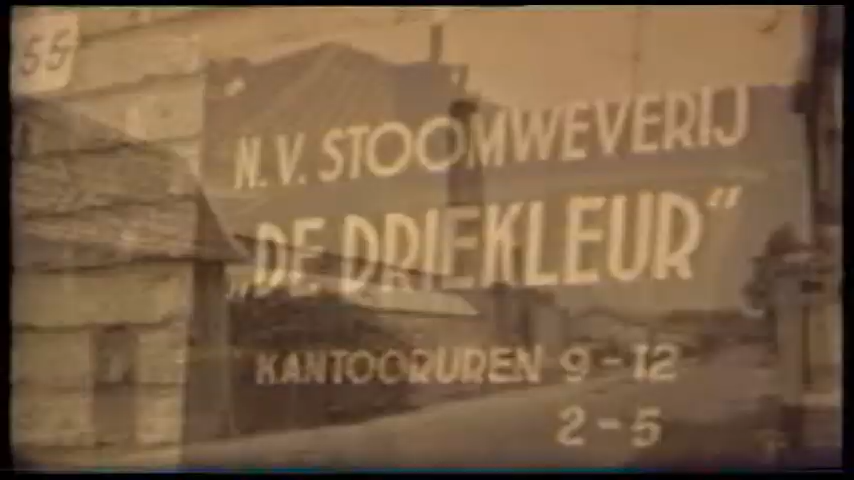 55
N.V. STOOMWEVERIJ
„DE DRIEKLEUR”
KANTOORUREN 9-12
2-5